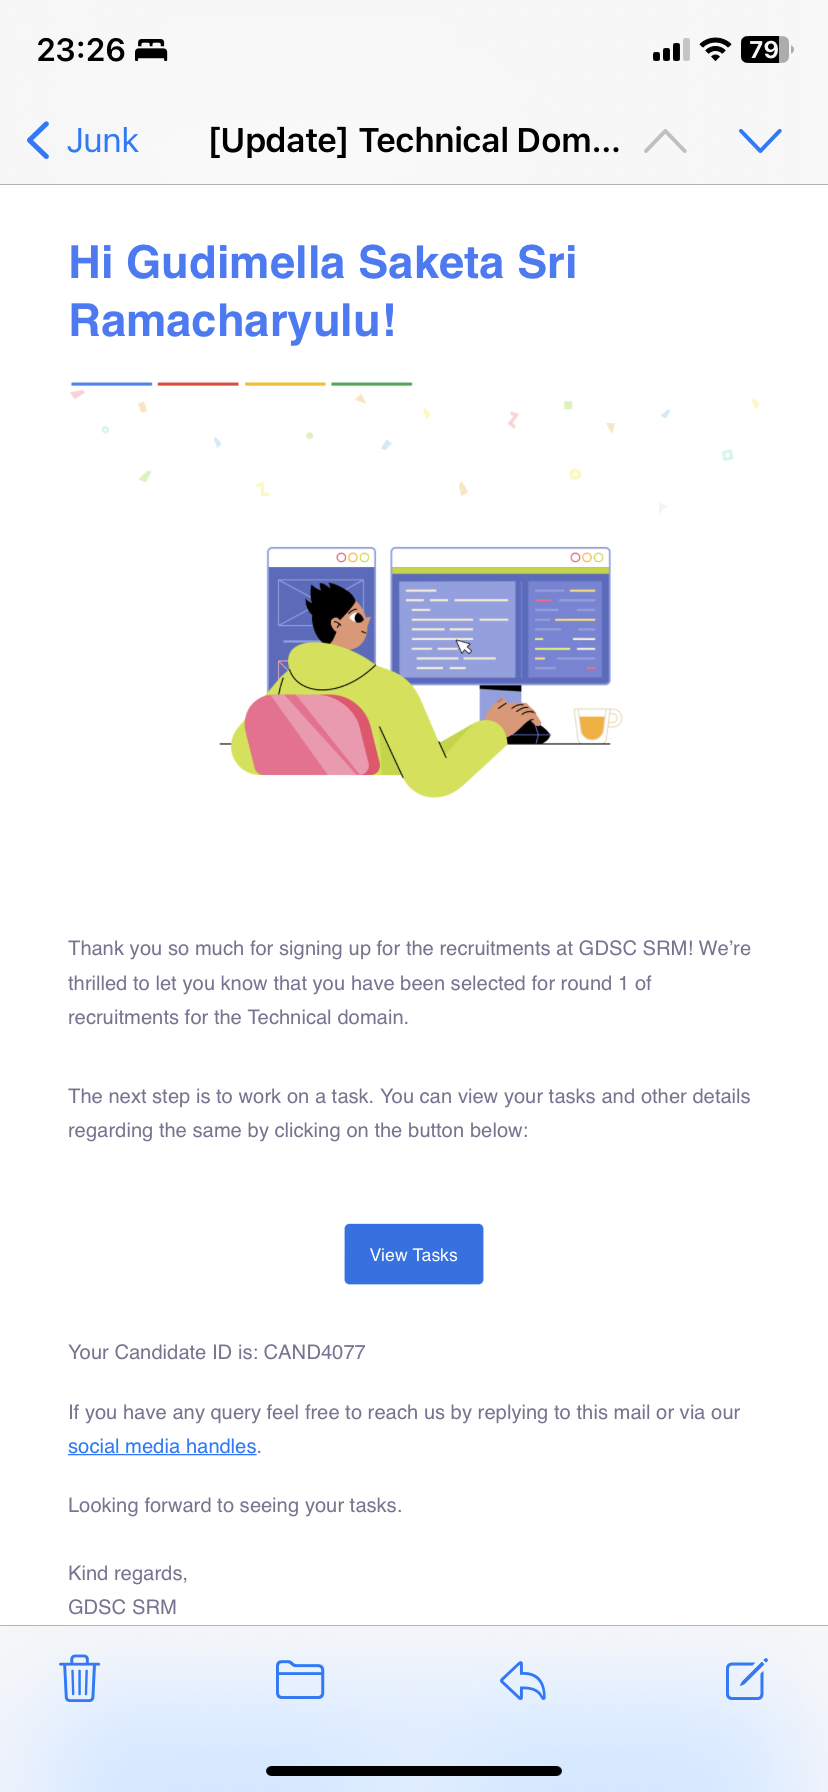 23:26
79
Junk
[Update] Technical Dom...
Hi Gudimella Saketa Sri
Ramacharyulu!
Thank you so much for signing up for the recruitments at GDSC SRM! We’re
thrilled to let you know that you have been selected for round 1 of
recruitments for the Technical domain.
The next step is to work on a task. You can view your tasks and other details
regarding the same by clicking on the button below:
View Tasks
Your Candidate ID is: CAND4077
If you have any query feel free to reach us by replying to this mail or via our
social media handles.
Looking forward to seeing your tasks.
Kind regards,
GDSC SRM